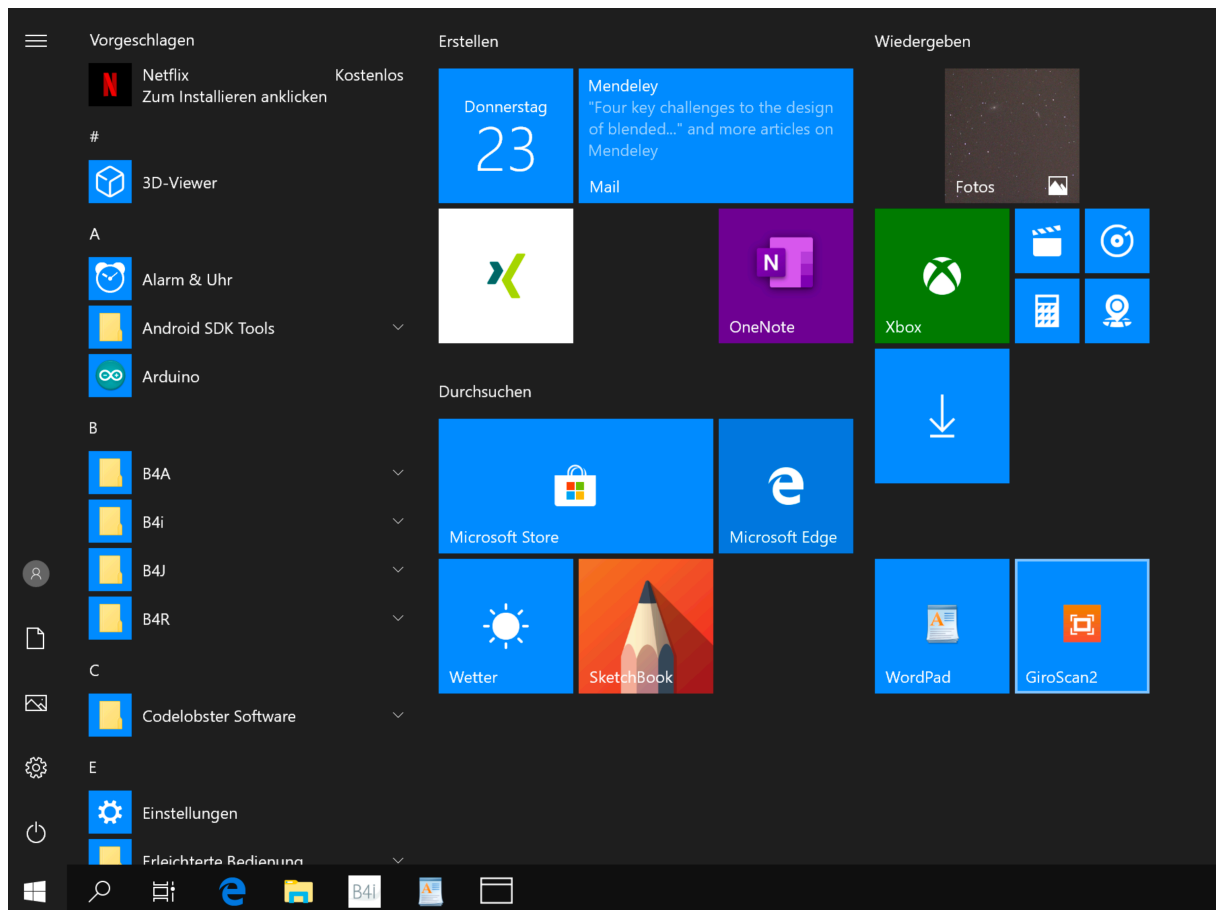 Vorgeschlagen
Netflix Kostenlos
Zum Installieren anklicken
#
3D-Viewer
A
Alarm & Uhr
Android SDK Tools
Arduino
B
B4A
B4i
B4J
B4R
C
Codelobster Software
E
Einstellungen
Erleichterte Bedienung
Erstellen
Donnerstag
23
Mendeley
"Four key challenges to the design
of blended..." and more articles on
Mendeley
Mail
N
OneNote
Durchsuchen
Microsoft Store
Microsoft Edge
Wetter
SketchBook
Wiedergeben
Fotos
Xbox
WordPad
GiroScan2
B4i